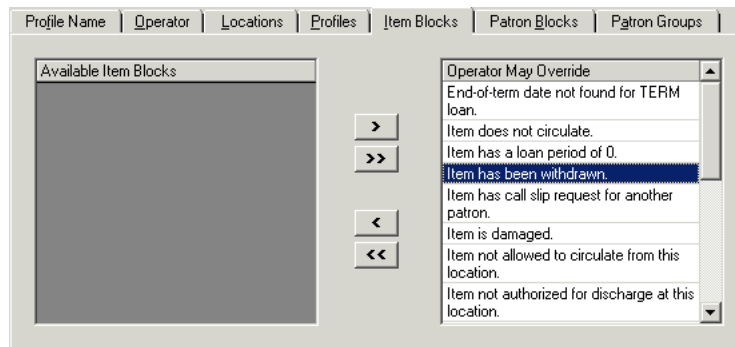 Profile Name Operator Locations Profiles Item Blocks Patron Blocks Patron Groups
Available Item Blocks
Operator May Override
End-of-term date not found for TERM
loan.
Item does not circulate.
>
Item has a loan period of 0.
>>
Item has been withdrawn.
Item has call slip request for another
patron.
<
Item is damaged.
<<
Item not allowed to circulate from this
location.
Item not authorized for discharge at this
location.